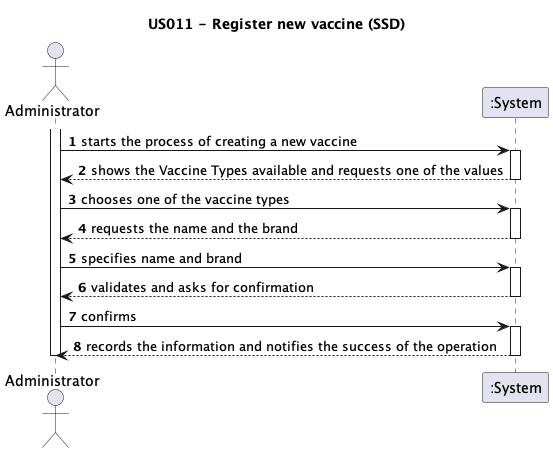 US011 – Register new vaccine (SSD)
Administrator
:System
1 starts the process of creating a new vaccine
2 shows the Vaccine Types available and requests one of the values
3 chooses one of the vaccine types
4 requests the name and the brand
5 specifies name and brand
6 validates and asks for confirmation
7 confirms
8 records the information and notifies the success of the operation
Administrator
:System